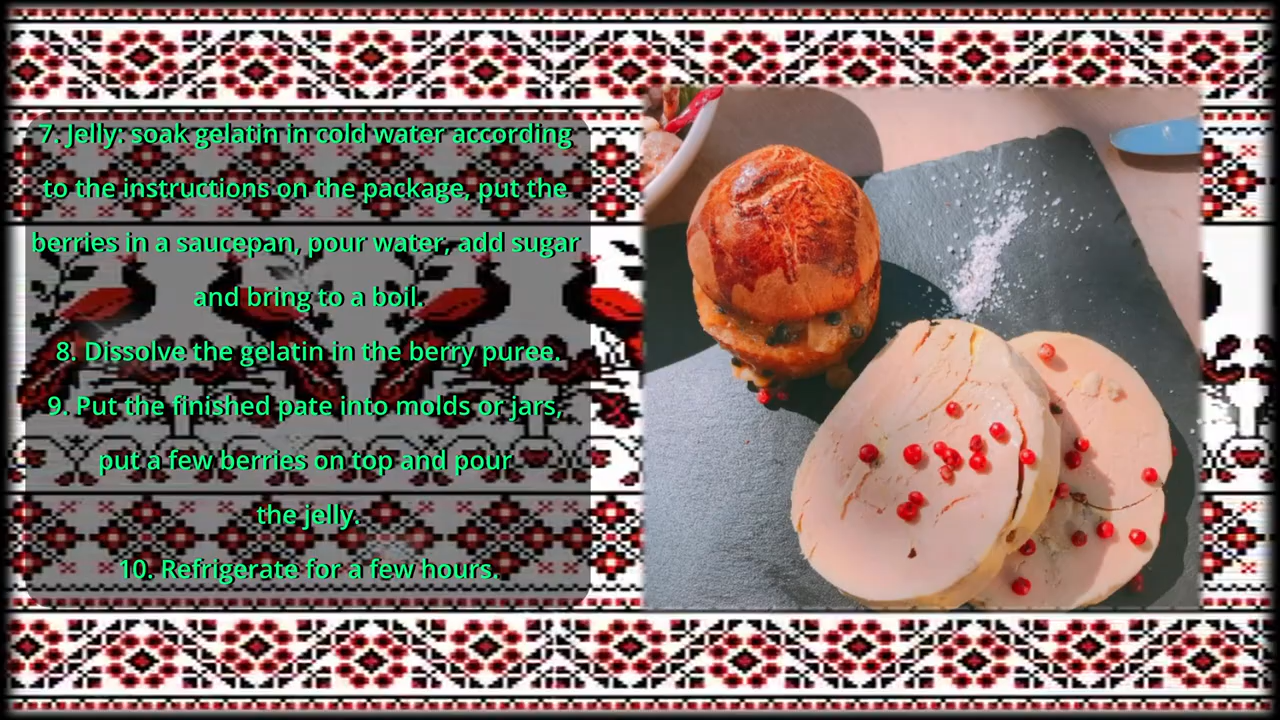 7. Jelly: soak gelatin in cold water according
to the instructions on the package, put the
berries in a saucepan, pour water, add sugar
and bring to a boil.
8. Dissolve the gelatin in the berry puree.
9. Put the finished pate into molds or jars,
put a few berries on top and pour
the jelly.
10. Refrigerate for a few hours.